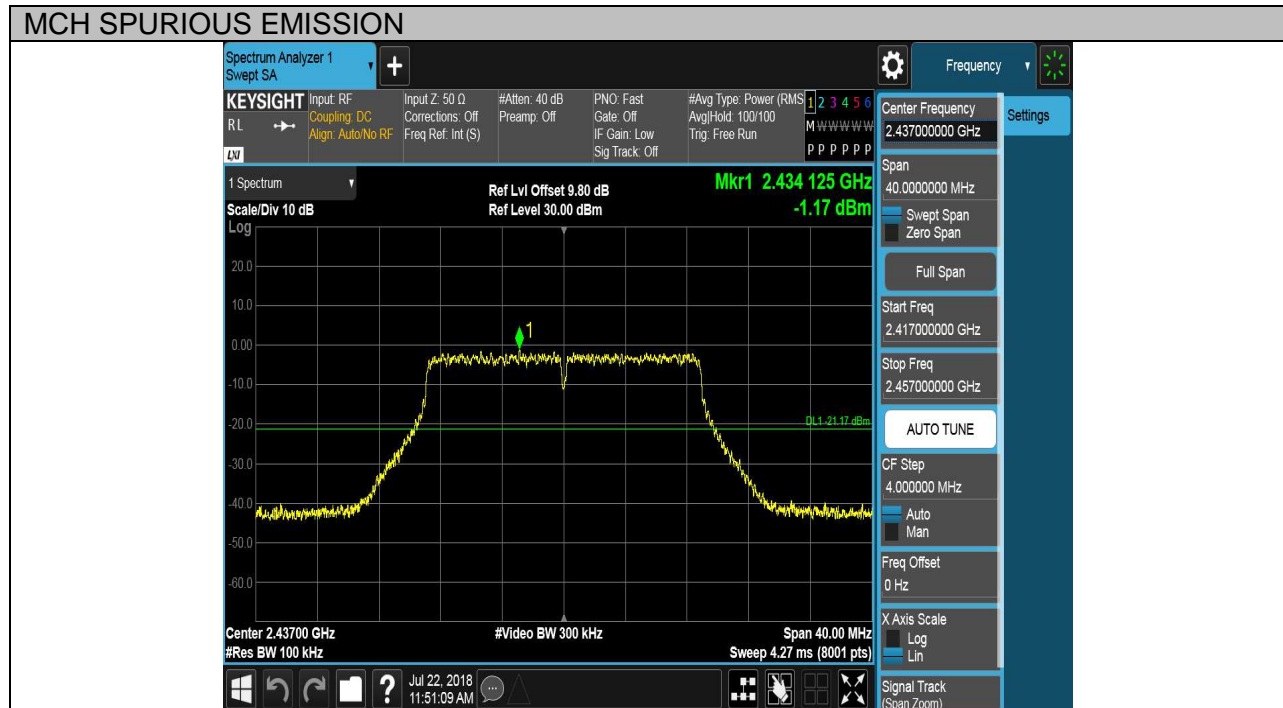 MCH SPURIOUS EMISSION
Spectrum Analyzer 1
Swept SA
+
Frequency
KEYSIGHT
RL
LXI
Input: RF
Coupling: DC
Align: Auto/No RF
Input Z: 50 Ω
Corrections: Off
Freq Ref: Int (S)
#Atten: 40 dB
Preamp: Off
PNO: Fast
Gate: Off
IF Gain: Low
Sig Track: Off
#Avg Type: Power (RMS
Avg|Hold: 100/100
Trig: Free Run
1 2 3 4 5 6
M W W W W W
P P P P P P
1 Spectrum
Scale/Div 10 dB
Log
Ref Lvl Offset 9.80 dB
Ref Level 30.00 dBm
Mkr1 2.434 125 GHz
-1.17 dBm
20.0
10.0
0.00
-10.0
-20.0
-30.0
-40.0
-50.0
-60.0
1
DL1 -21.17 dBm
Center 2.43700 GHz
#Res BW 100 kHz
#Video BW 300 kHz
Span 40.00 MHz
Sweep 4.27 ms (8001 pts)
?
Jul 22, 2018
11:51:09 AM
Center Frequency
2.437000000 GHz
Span
40.0000000 MHz
Swept Span
Zero Span
Full Span
Start Freq
2.417000000 GHz
Stop Freq
2.457000000 GHz
AUTO TUNE
CF Step
4.000000 MHz
Auto
Man
Freq Offset
0 Hz
X Axis Scale
Log
Lin
Signal Track
(Span Zoom)
Settings